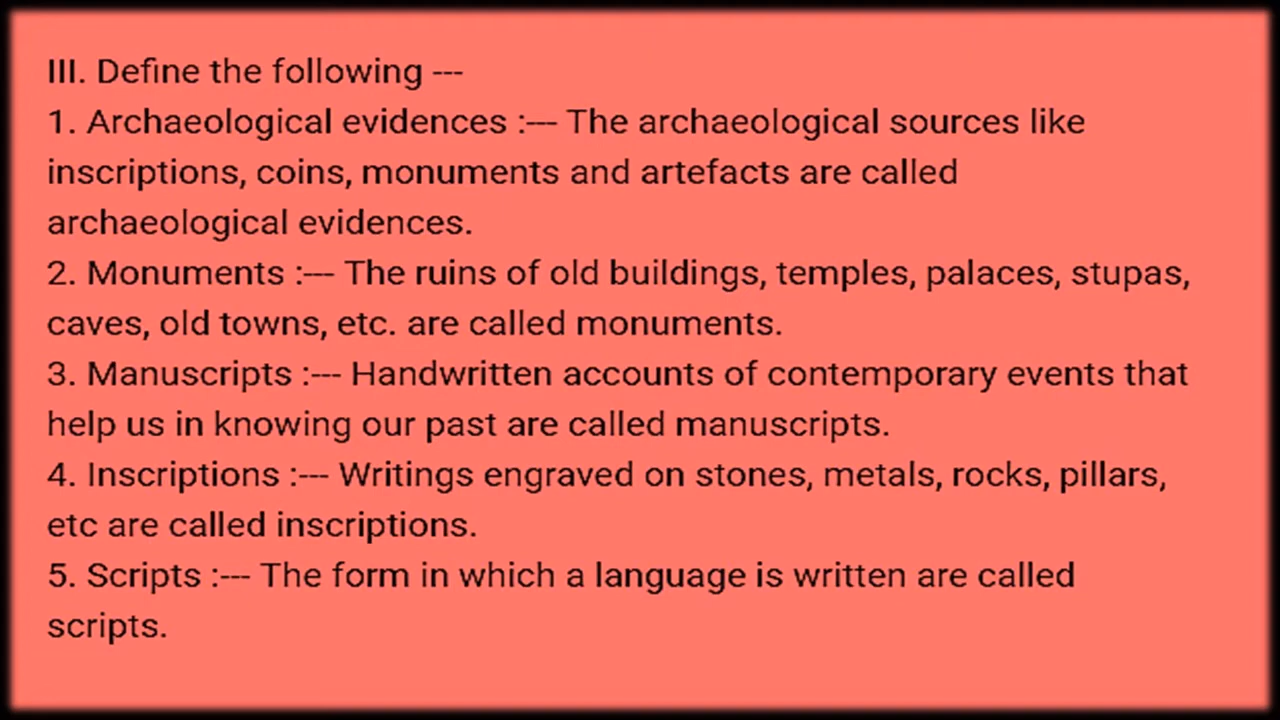 III. Define the following ---
1. Archaeological evidences :--- The archaeological sources like
inscriptions, coins, monuments and artefacts are called
archaeological evidences.
2. Monuments :--- The ruins of old buildings, temples, palaces, stupas,
caves, old towns, etc. are called monuments.
3. Manuscripts :--- Handwritten accounts of contemporary events that
help us in knowing our past are called manuscripts.
4. Inscriptions :--- Writings engraved on stones, metals, rocks, pillars,
etc are called inscriptions.
5. Scripts :--- The form in which a language is written are called
scripts.